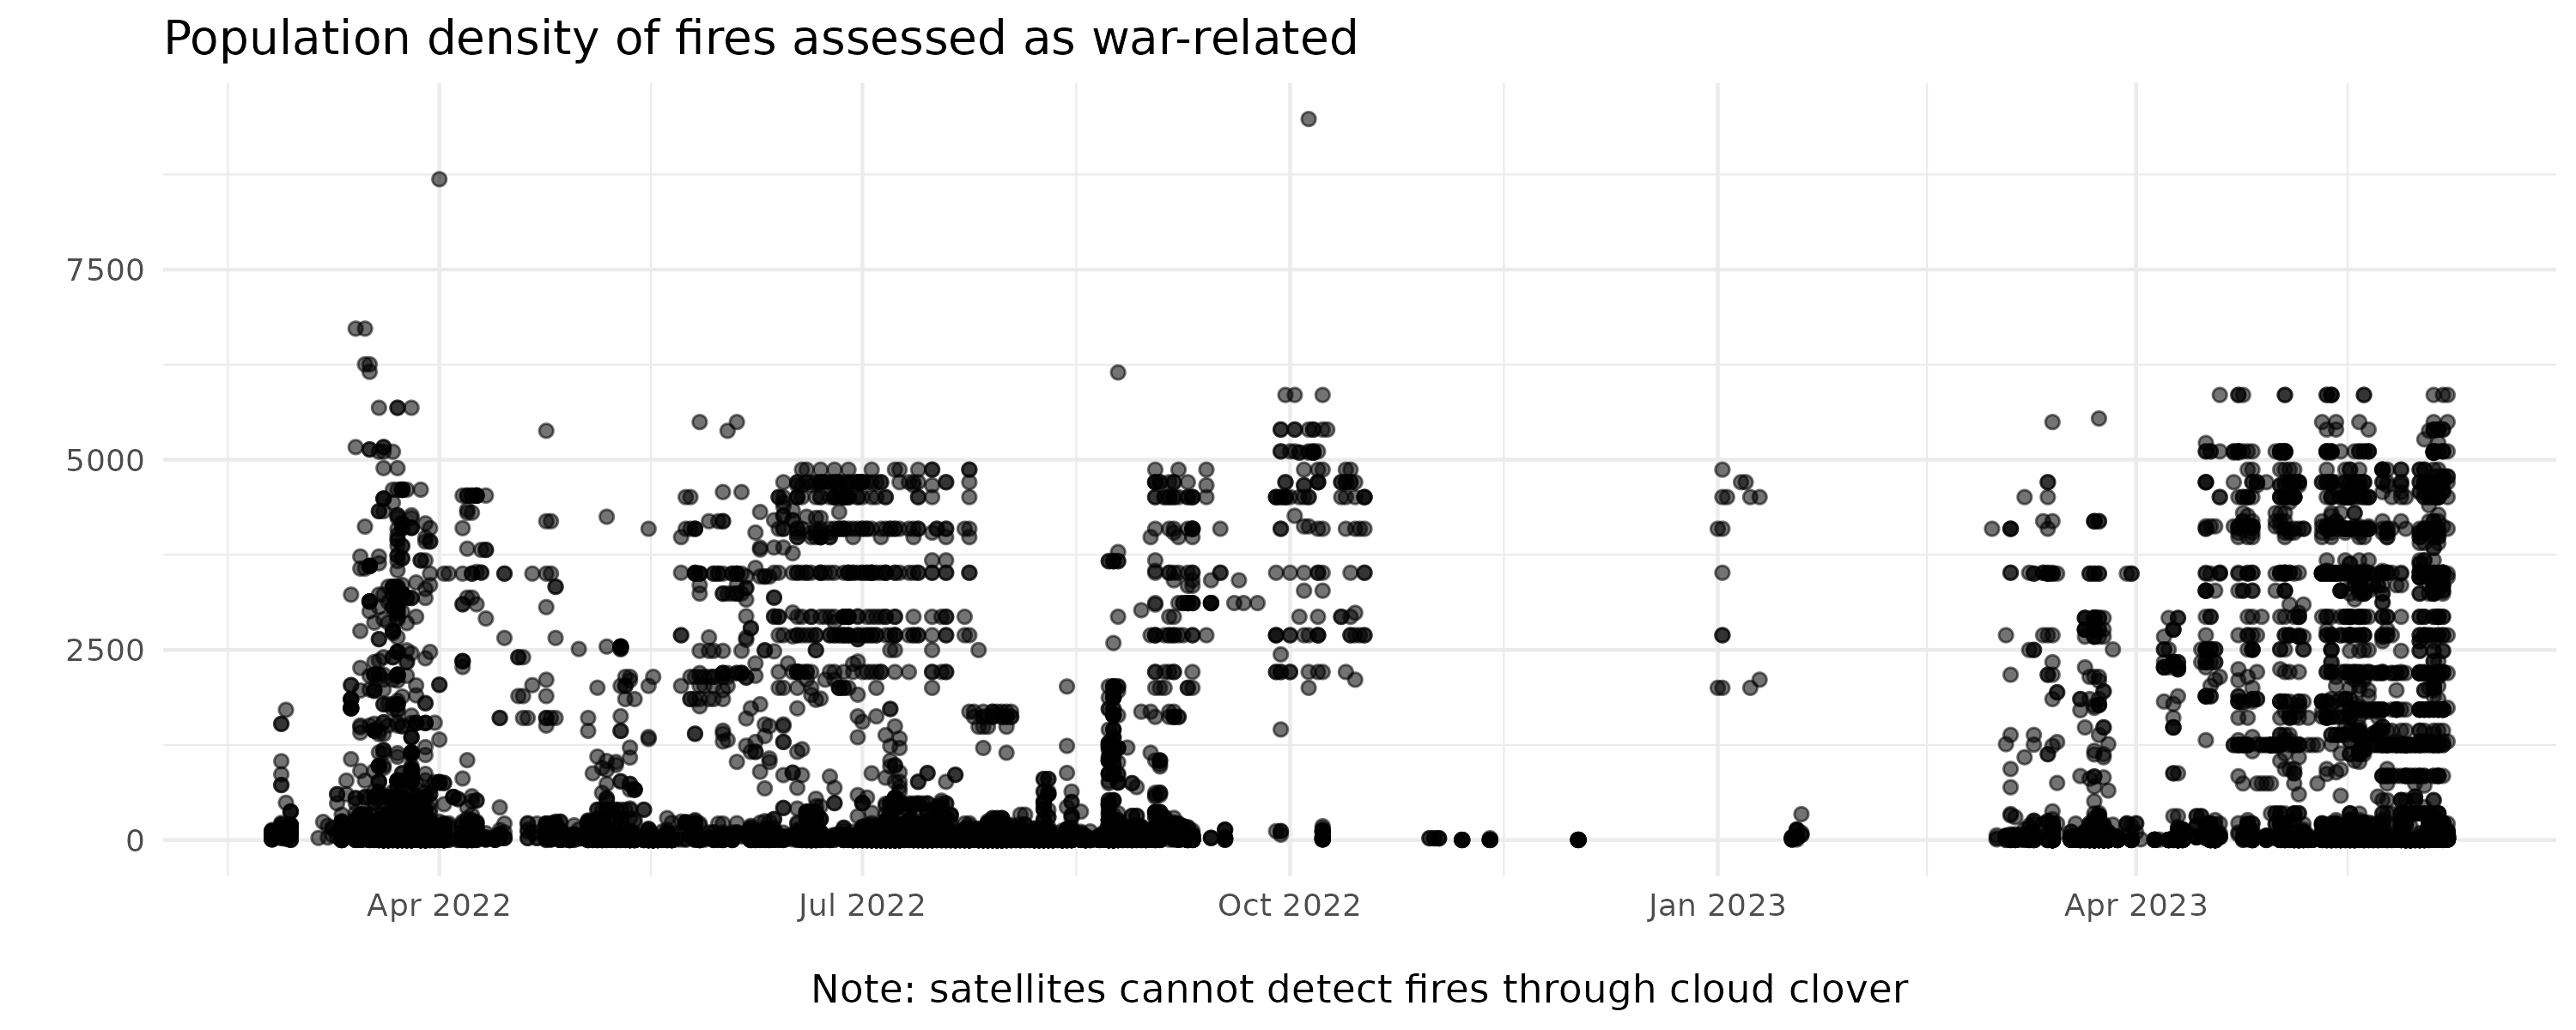 Population density of fires assessed as war-related
7500
5000
2500
0
Apr 2022
Jul 2022
Oct 2022
Jan 2023
Apr 2023
Note: satellites cannot detect fires through cloud clover